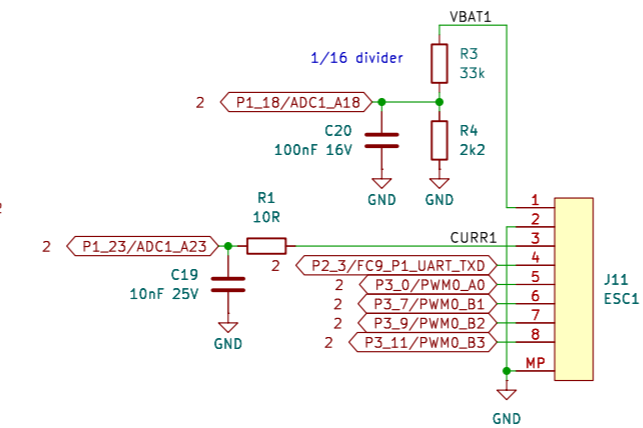 VBAT1
1/16 divider
R3
33k
2
P1_18/ADC1_A18
C20
100nF 16V
R4
2k2
GND
GND
R1
10R
2
P1_23/ADC1_A23
C19
10nF 25V
GND
CURR1
2
P2_3/FC9_P1_UART_TXD
2
P3_0/PWM0_A0
2
P3_7/PWM0_B1
2
P3_9/PWM0_B2
2
P3_11/PWM0_B3
1
2
3
4
5
6
7
8
MP
J11
ESC1
GND